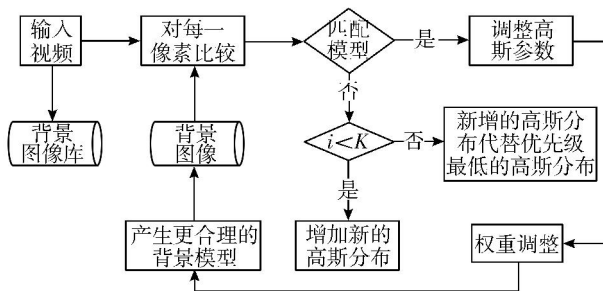 输入
视频
对每一
像素比较
匹配
模型
是
调整高
斯参数
否
背景
图像库
背景
图像
i<K
否
新增的高斯分
布代替优先级
最低的高斯分布
是
产生更合理的
背景模型
增加新的
高斯分布
权重调整